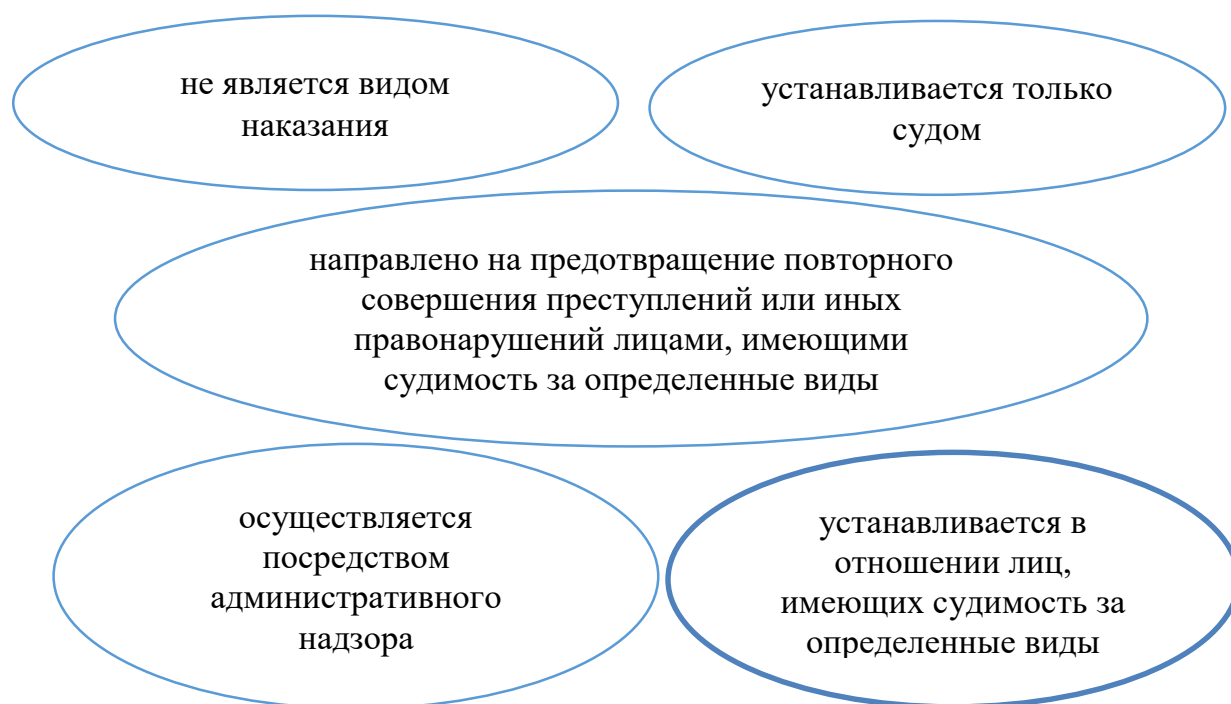 не является видом
наказания
устанавливается только
судом
направлено на предотвращение повторного
совершения преступлений или иных
правонарушений лицами, имеющими
судимость за определенные виды
осуществляется
посредством
административного
надзора
устанавливается в
отношении лиц,
имеющих судимость за
определенные виды